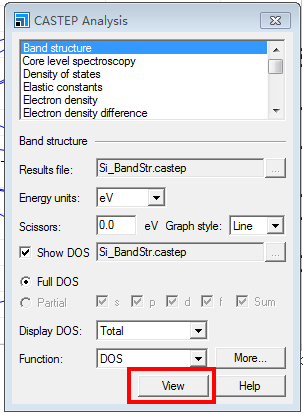 CASTEP Analysis
Band structure
Core level spectroscopy
Density of states
Elastic constants
Electron density
Electron density difference
Band structure
Results file: Si_BandStr.castep ...
Energy units: eV
Scissors: 0.0 eV Graph style: Line
Show DOS Si_BandStr.castep ...
Full DOS
Partial s p d f Sum
Display DOS: Total
Function: DOS More...
View Help